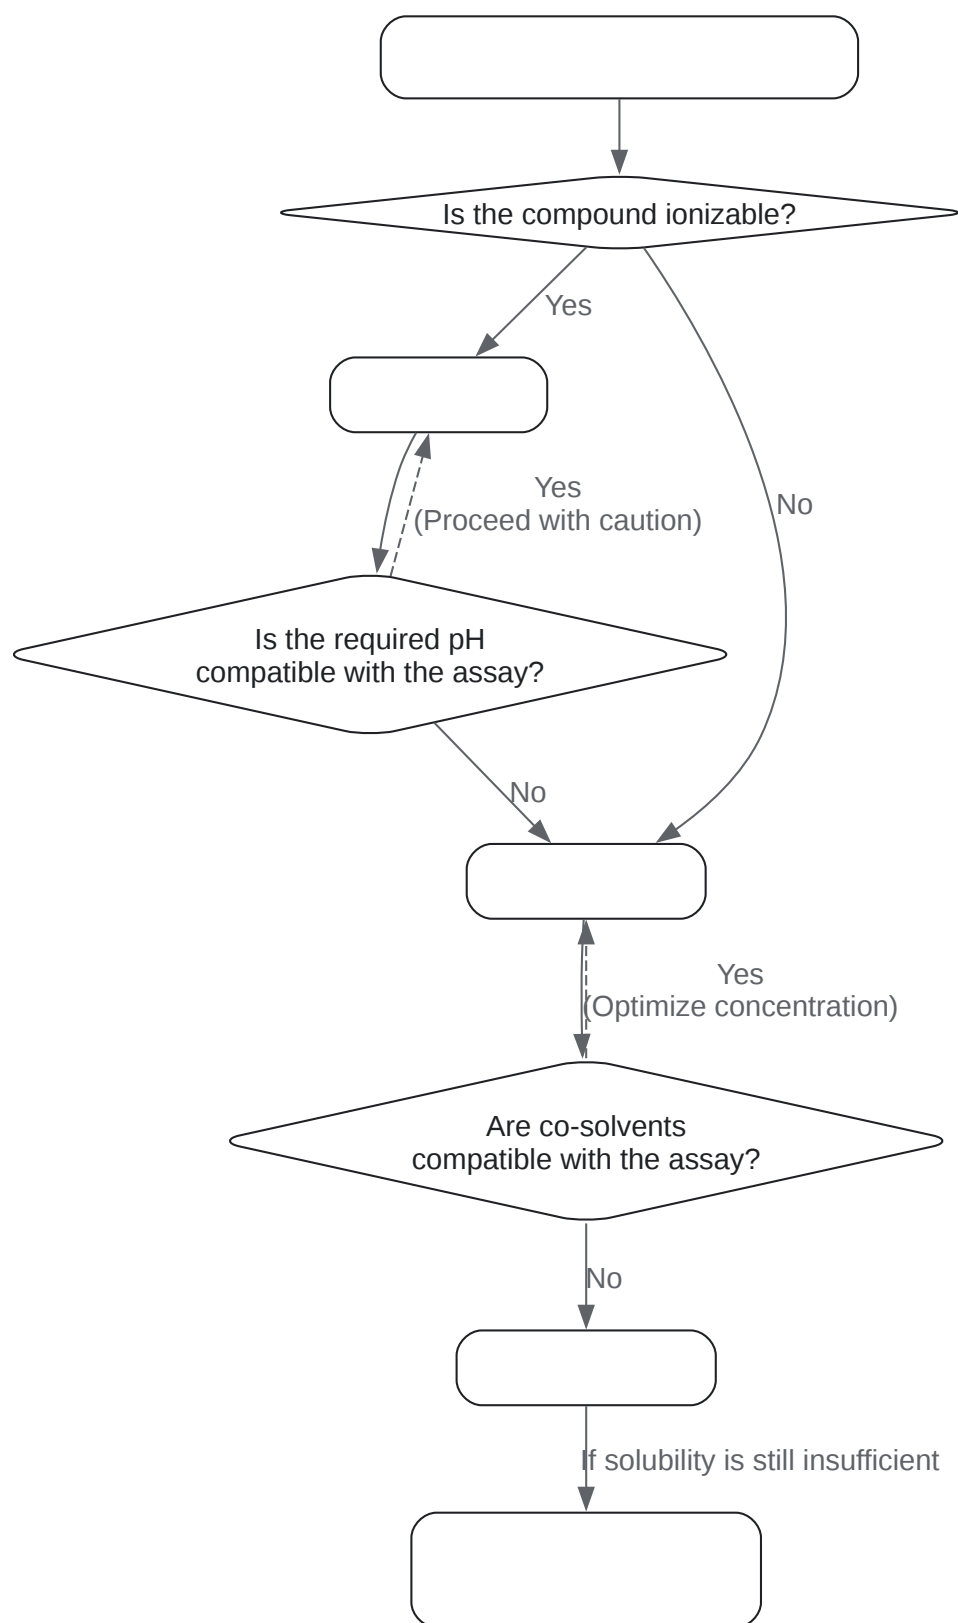 Is the compound ionizable?
Yes
Yes
(Proceed with caution)
No
Is the required pH
compatible with the assay?
No
Yes
(Optimize concentration)
Are co-solvents
compatible with the assay?
No
If solubility is still insufficient